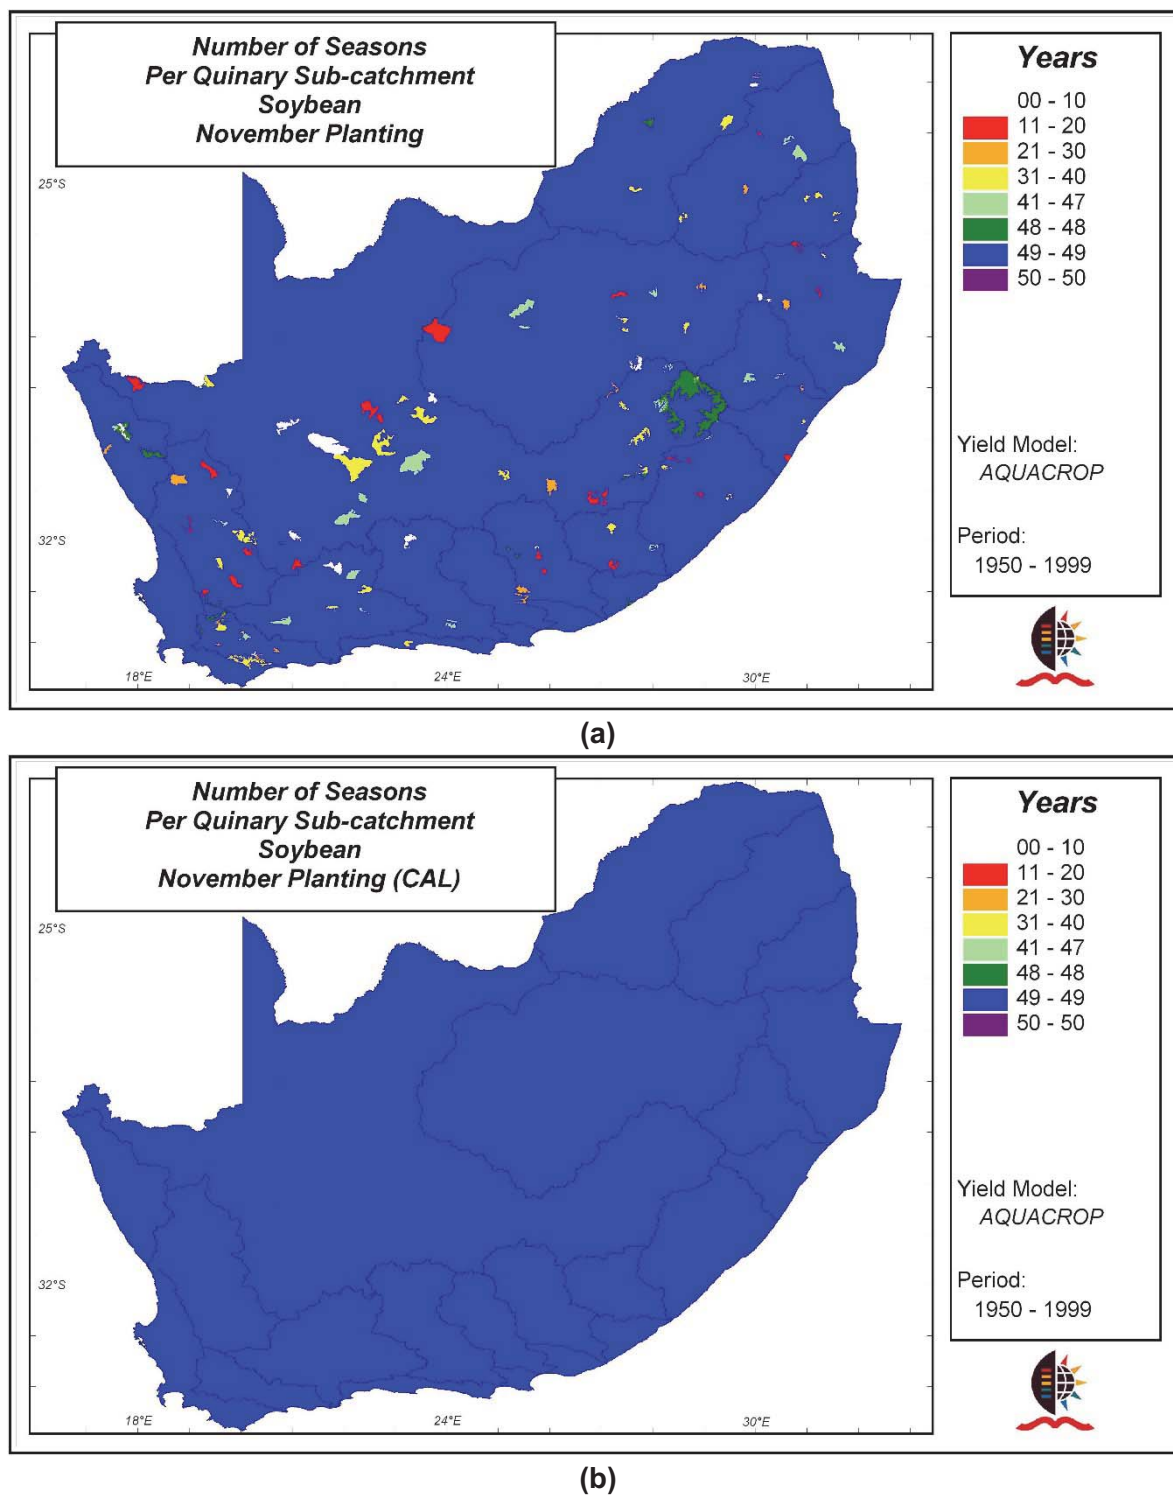 Number of Seasons
Per Quinary Sub-catchment
Soybean
November Planting
Years
00 - 10
11 - 20
21 - 30
31 - 40
41 - 47
48 - 48
49 - 49
50 - 50
25°S
32°S
Yield Model:
AQUACROP
Period:
1950 - 1999
18°E
24°E
30°E
(a)
Number of Seasons
Per Quinary Sub-catchment
Soybean
November Planting (CAL)
Years
00 - 10
11 - 20
21 - 30
31 - 40
41 - 47
48 - 48
49 - 49
50 - 50
25°S
32°S
Yield Model:
AQUACROP
Period:
1950 - 1999
18°E
24°E
30°E
(b)